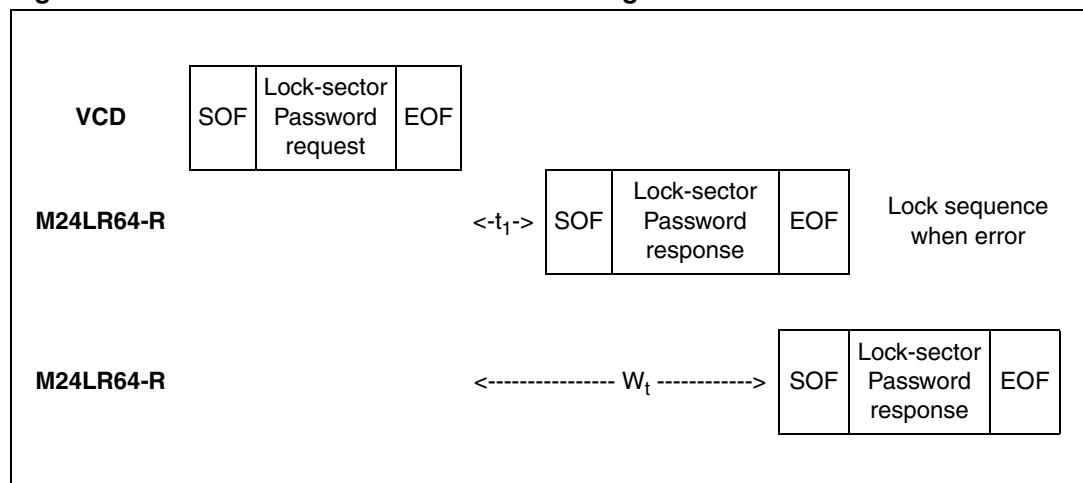 VCD SOF Lock-sector Password request EOF
M24LR64-R <-t1-> SOF Lock-sector Password response EOF Lock sequence when error
M24LR64-R <---------------- Wt -------------> SOF Lock-sector Password response EOF